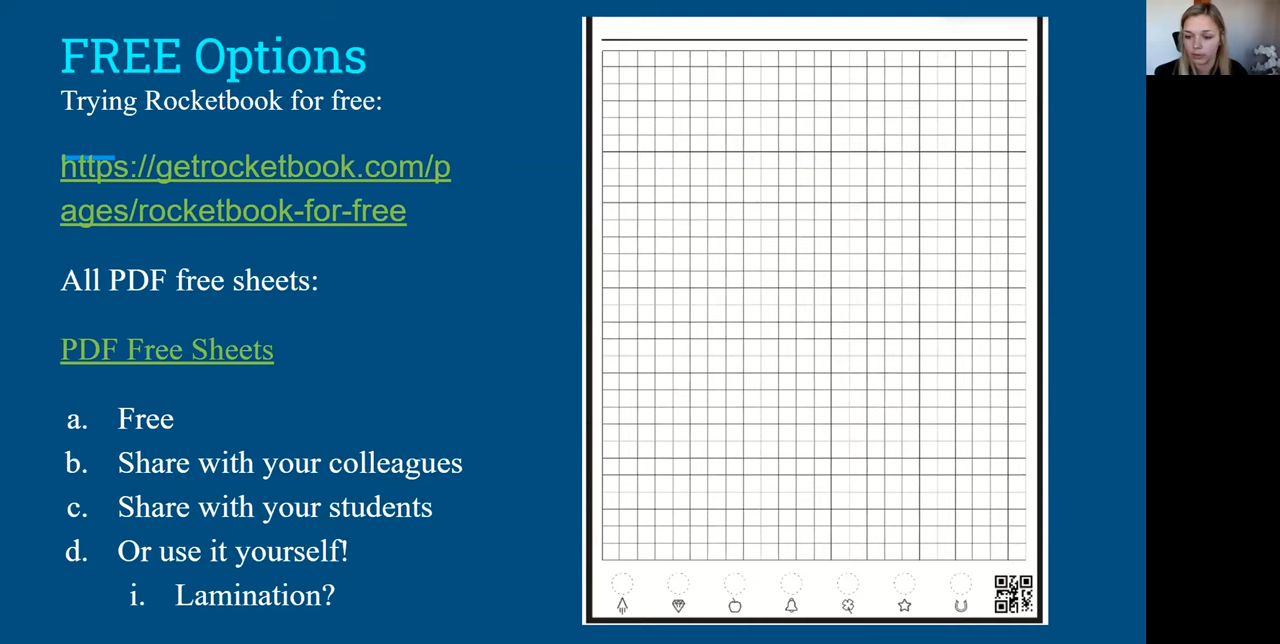 FREE Options
Trying Rocketbook for free:
https://getrocketbook.com/p
ages/rocketbook-for-free
All PDF free sheets:
PDF Free Sheets
a. Free
b. Share with your colleagues
c. Share with your students
d. Or use it yourself!
i. Lamination?